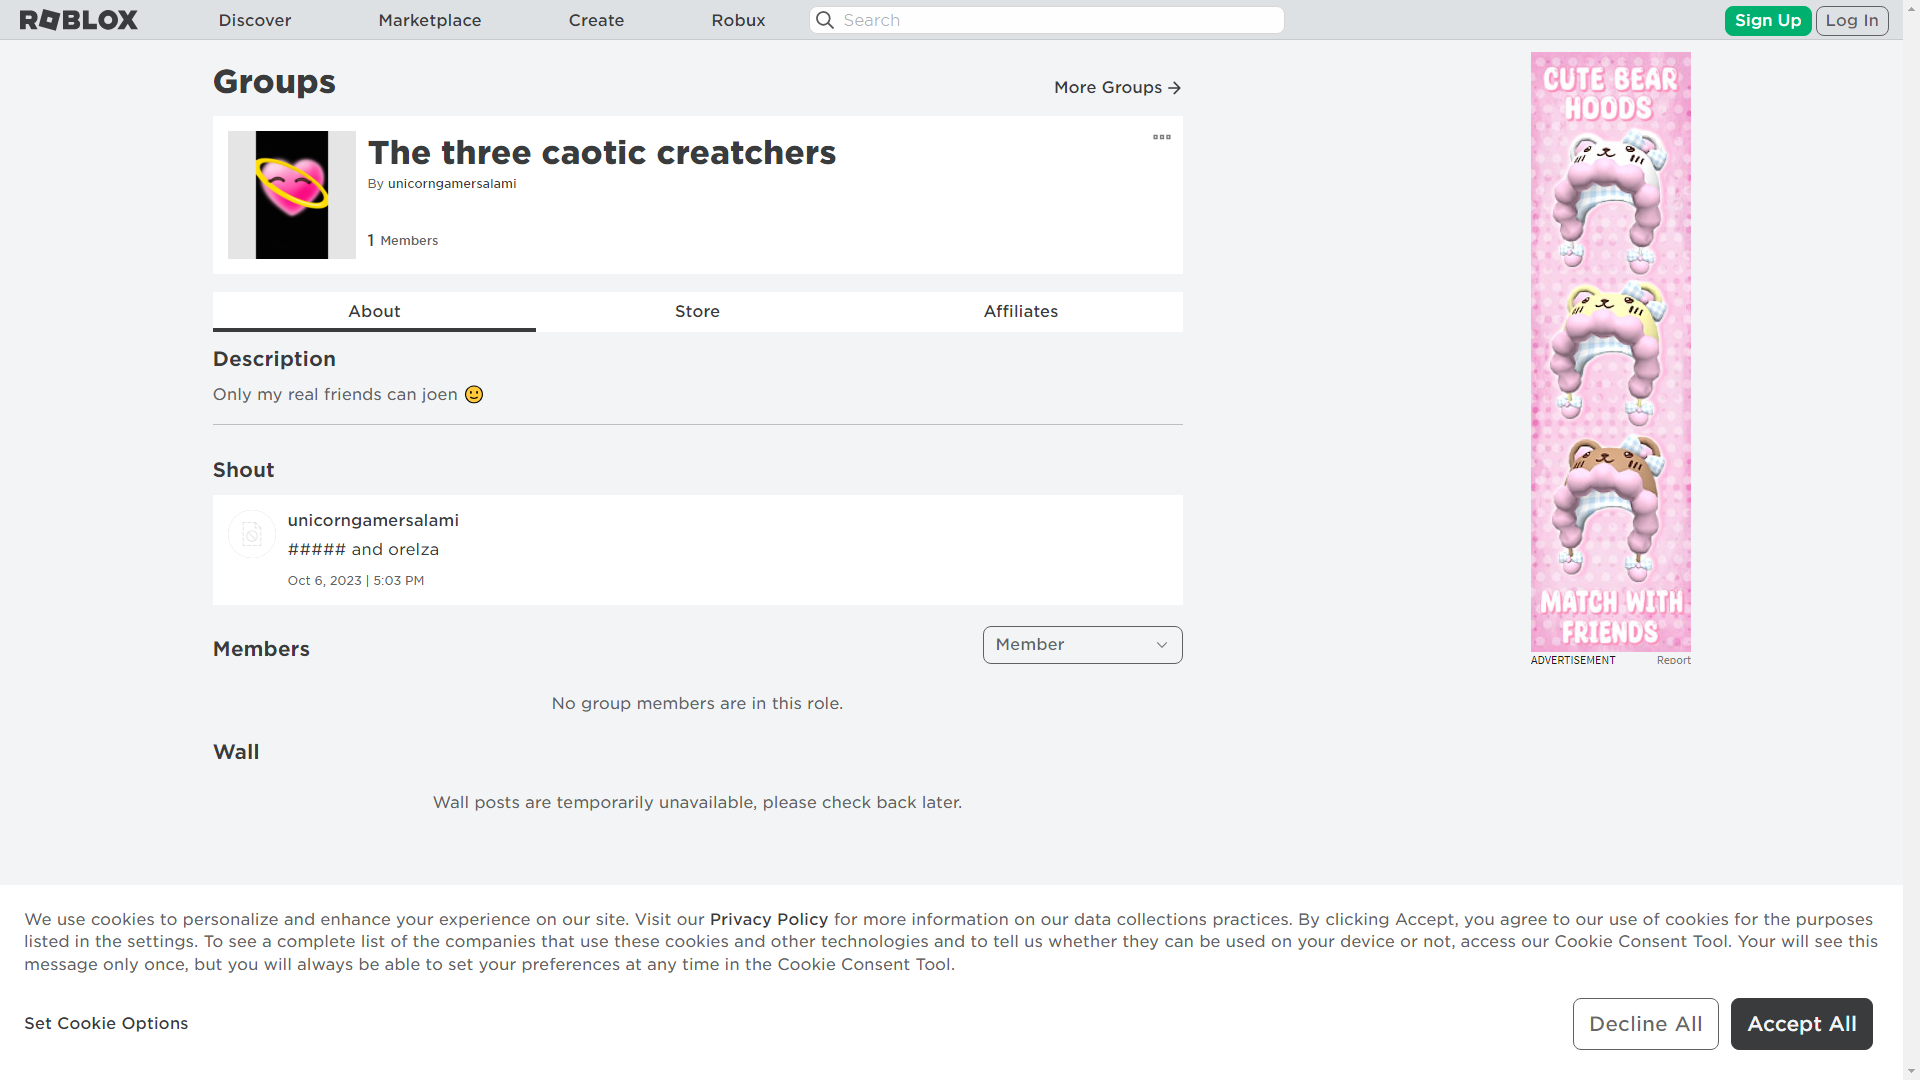 ROBLOX
Discover
Marketplace
Create
Robux
Search
Sign Up
Log In
Groups
More Groups
The three caotic creatchers
By unicorngamersalami
1 Members
About
Store
Affiliates
Description
Only my real friends can joen 🙂
Shout
unicorngamersalami
##### and orelza
Oct 6, 2023 | 5:03 PM
Members
Member
No group members are in this role.
Wall
Wall posts are temporarily unavailable, please check back later.
CUTE BEAR
HOODS
MATCH WITH
FRIENDS
ADVERTISEMENT
Report
We use cookies to personalize and enhance your experience on our site. Visit our Privacy Policy for more information on our data collections practices. By clicking Accept, you agree to our use of cookies for the purposes
listed in the settings. To see a complete list of the companies that use these cookies and other technologies and to tell us whether they can be used on your device or not, access our Cookie Consent Tool. Your will see this
message only once, but you will always be able to set your preferences at any time in the Cookie Consent Tool.
Set Cookie Options
Decline All
Accept All